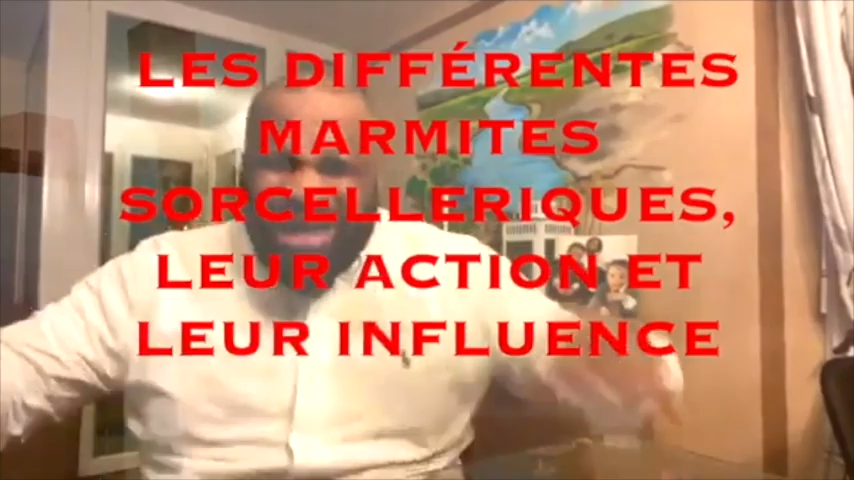 LES DIFFÉRENTES
MARMITES
SORCELLERIQUES,
LEUR ACTION ET
LEUR INFLUENCE